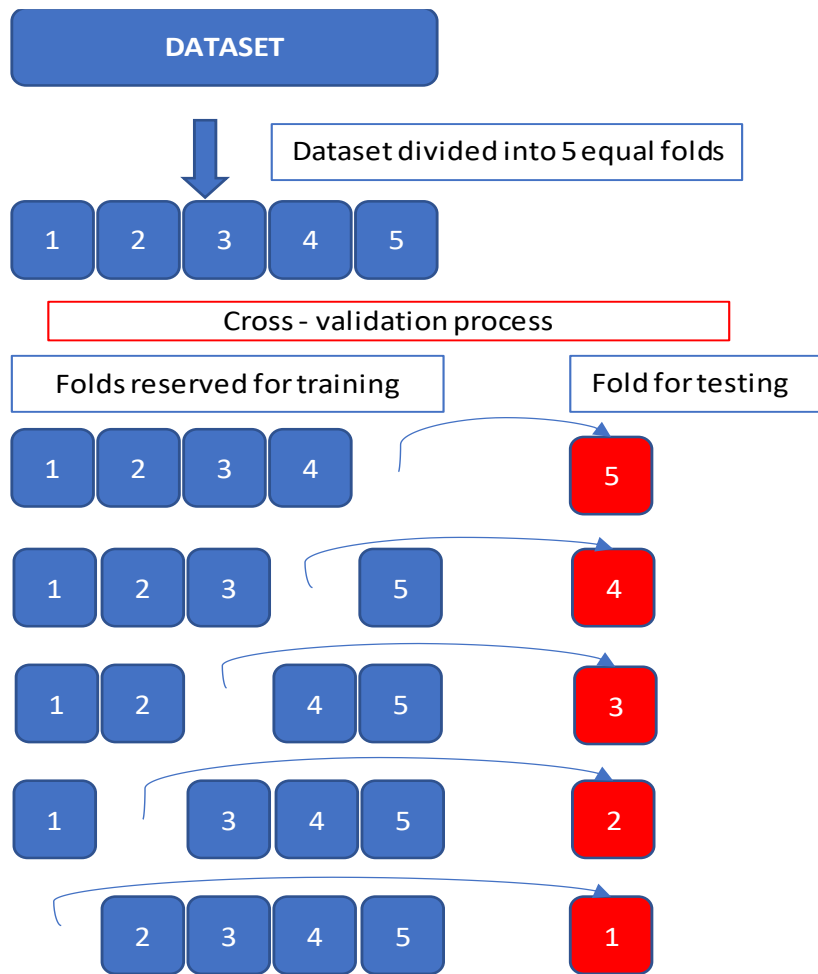 DATASET
Dataset divided into 5 equal folds
1 2 3 4 5
Cross - validation process
Folds reserved for training
Fold for testing
1 2 3 4 5
1 2 3 5 4
1 2 4 5 3
1 3 4 5 2
2 3 4 5 1